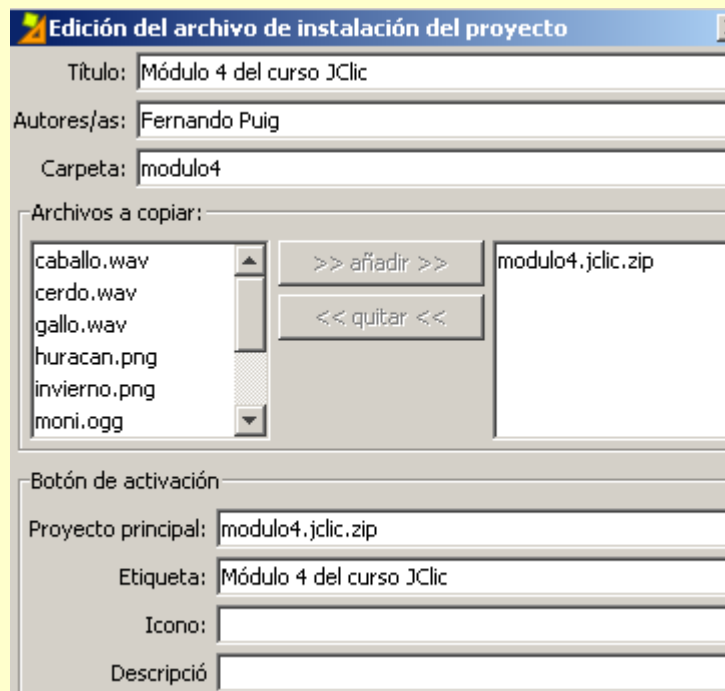 Edición del archivo de instalación del proyecto
Título: Módulo 4 del curso JClic
Autores/as: Fernando Puig
Carpeta: modulo4
Archivos a copiar:
caballo.wav
cerdo.wav
gallo.wav
huracan.png
invierno.png
moni.ogg
>> añadir >>
<< quitar <<
modulo4.jclic.zip
Botón de activación
Proyecto principal: modulo4.jclic.zip
Etiqueta: Módulo 4 del curso JClic
Icono:
Descripció